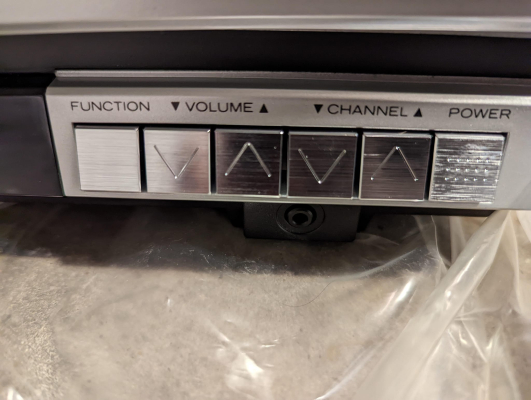 FUNCTION ▼ VOLUME ▲ ▼ CHANNEL ▲ POWER